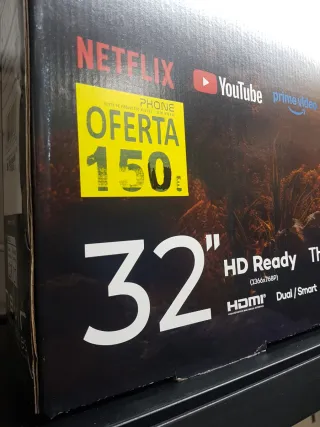 NETFLIX
YouTube
prime video
PHONE
OFERTA
150
32"
HD Ready
(1366x768P)
HDMI
Dual / Smart